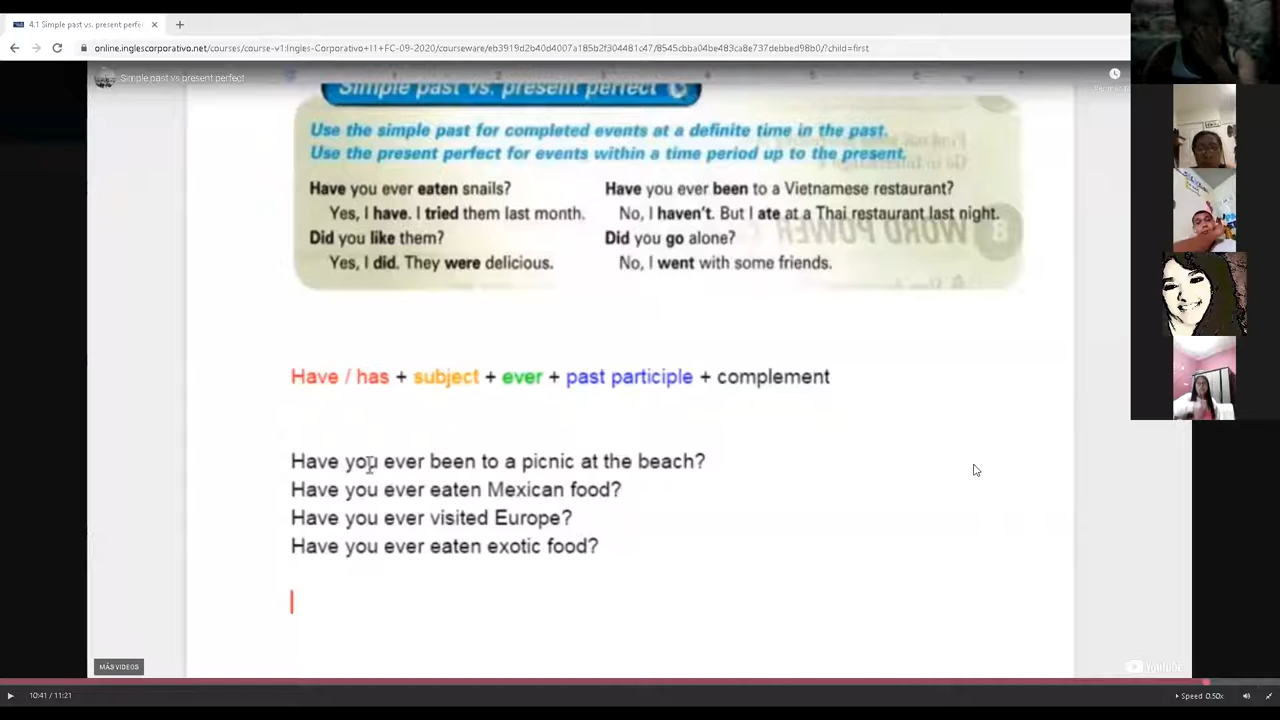 4.1 Simple past vs. present perfe
online.inglescorporativo.net/courses/course-v1:Ingles-Corporativo+I1+FC-09-2020/courseware/eb3919d2b40d4007a185b2f304481c47/8545cbba04be483ca8e737debbed98b0/?child=first
Simple past vs present perfect
Simple past vs. present perfect
Use the simple past for completed events at a definite time in the past.
Use the present perfect for events within a time period up to the present.
Have you ever eaten snails?
Yes, I have. I tried them last month.
Did you like them?
Yes, I did. They were delicious.
Have you ever been to a Vietnamese restaurant?
No, I haven't. But I ate at a Thai restaurant last night.
Did you go alone?
No, I went with some friends.
WORD POWER
Have / has + subject + ever + past participle + complement
Have you ever been to a picnic at the beach?
Have you ever eaten Mexican food?
Have you ever visited Europe?
Have you ever eaten exotic food?
MÁS VIDEOS
YouTube
10:41 / 11:21
Speed 0.50x